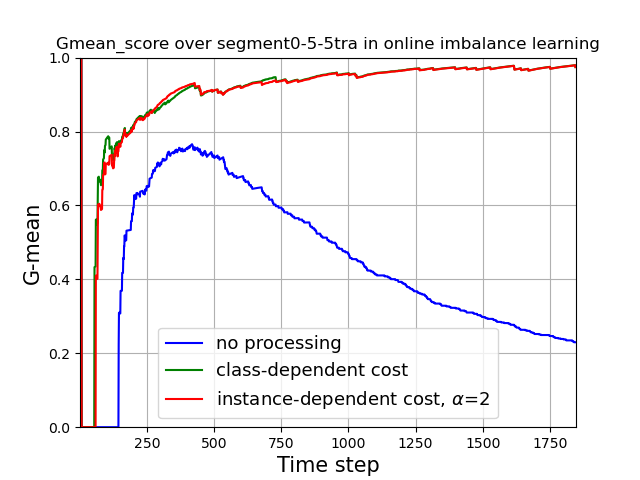 Gmean_score over segment0-5-5tra in online imbalance learning
1.0
0.8
0.6
0.4
0.2
0.0
G-mean
no processing
class-dependent cost
instance-dependent cost, α=2
250 500 750 1000 1250 1500 1750
Time step